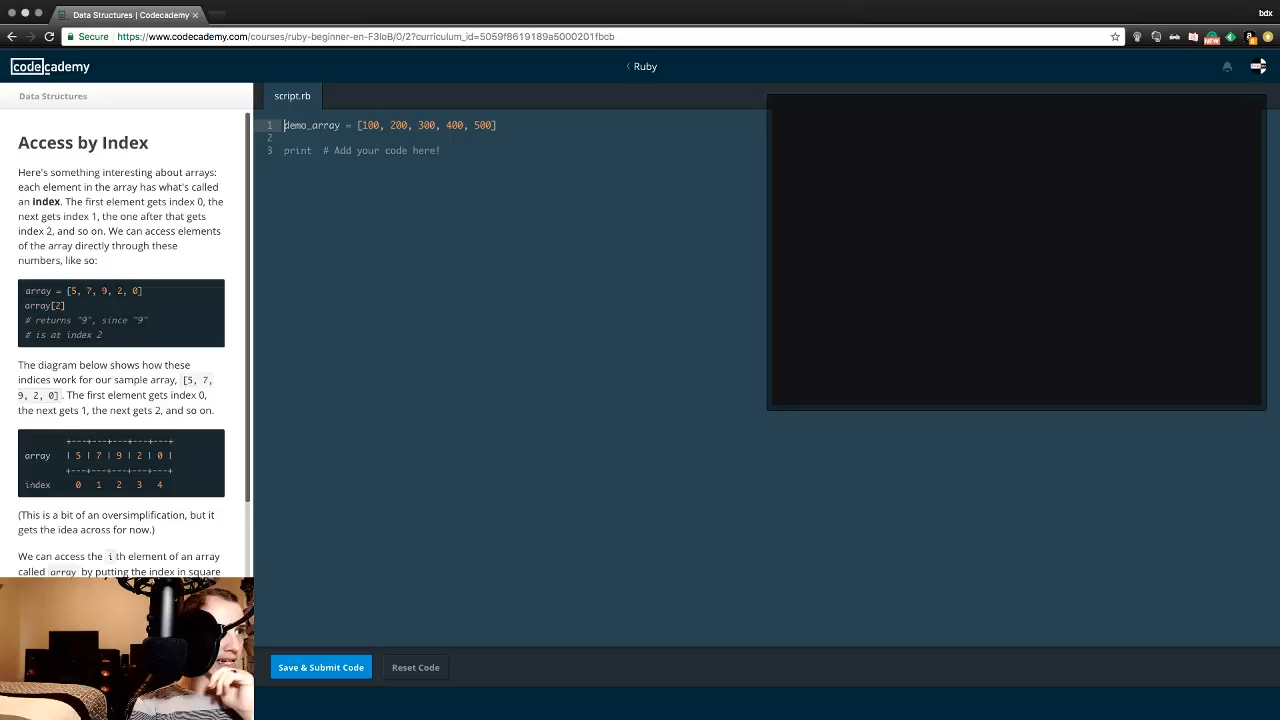 Data Structures | Codecademy
bdx
Secure
https://www.codecademy.com/courses/ruby-beginner-en-F3loB/0/2?curriculum_id=5059f8619189a5000201fbcb
codecademy
Ruby
Data Structures
script.rb
Access by Index
Here's something interesting about arrays:
each element in the array has what's called
an index. The first element gets index 0, the
next gets index 1, the one after that gets
index 2, and so on. We can access elements
of the array directly through these
numbers, like so:
array = [5, 7, 9, 2, 0]
array[2]
# returns "9", since "9"
# is at index 2
The diagram below shows how these
indices work for our sample array, [5, 7,
9, 2, 0]. The first element gets index 0,
the next gets 1, the next gets 2, and so on.
+---+---+---+---+---+
array | 5 | 7 | 9 | 2 | 0 |
+---+---+---+---+---+
index 0 1 2 3 4
(This is a bit of an oversimplification, but it
gets the idea across for now.)
We can access the ith element of an array
called array by putting the index in square
1 demo_array = [100, 200, 300, 400, 500]
2
3 print # Add your code here!
Save & Submit Code
Reset Code